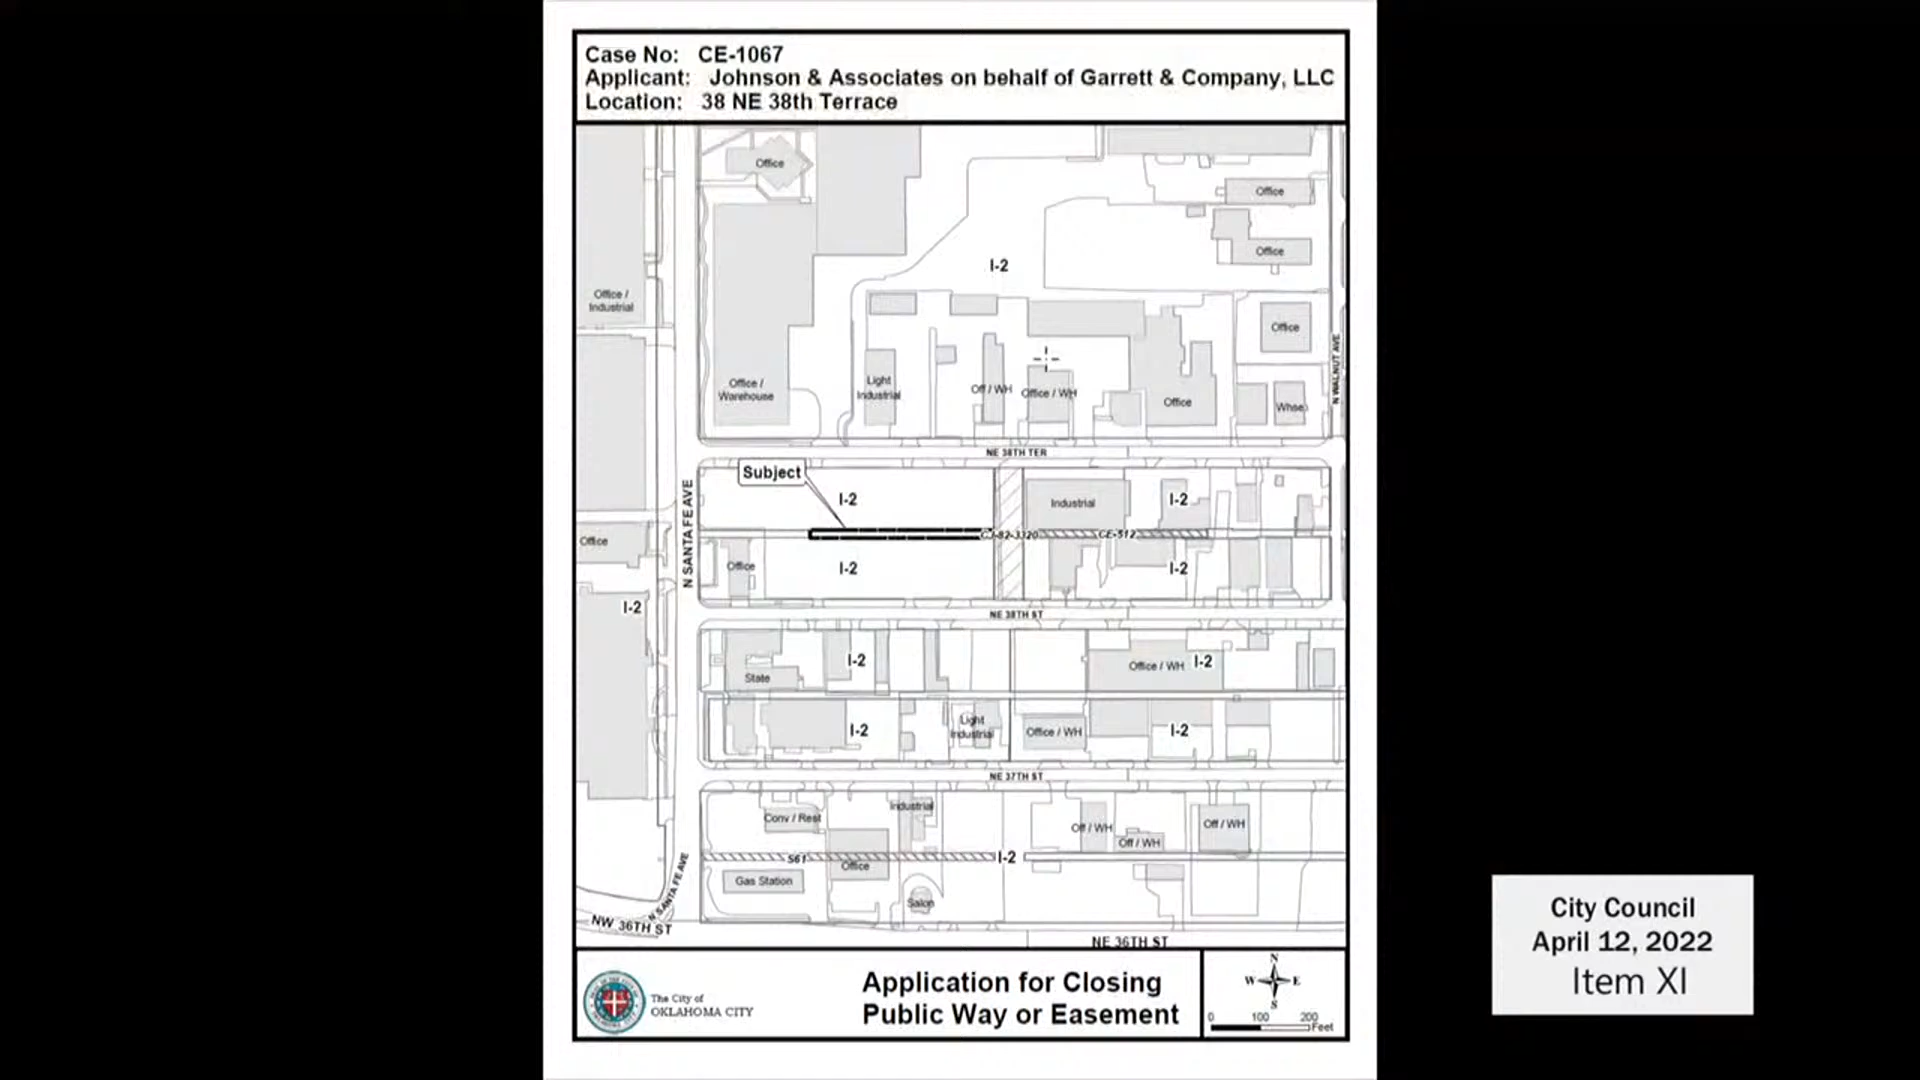 Case No: CE-1067
Applicant: Johnson & Associates on behalf of Garrett & Company, LLC
Location: 38 NE 38th Terrace
Office
Office
Office
I-2
Office /
Industrial
Office
Office /
Warehouse
Light
Industrial
Off / WH
Office / WH
Office
Whse
N WALNUT AVE
NE 38TH TER
Subject
I-2
Industrial
I-2
N SANTA FE AVE
Office
CJ-82-3320
CE-512
Office
I-2
I-2
I-2
NE 38TH ST
I-2
State
Office / WH
I-2
I-2
Light
Industrial
Office / WH
I-2
NE 37TH ST
Industrial
Conv / Rest
Off / WH
Off / WH
Off / WH
561
Office
I-2
Gas Station
Salon
N SANTA FE AVE
NW 36TH ST
NE 36TH ST
The City of
OKLAHOMA CITY
Application for Closing
Public Way or Easement
N
W E
S
0 100 200
Feet
City Council
April 12, 2022
Item XI